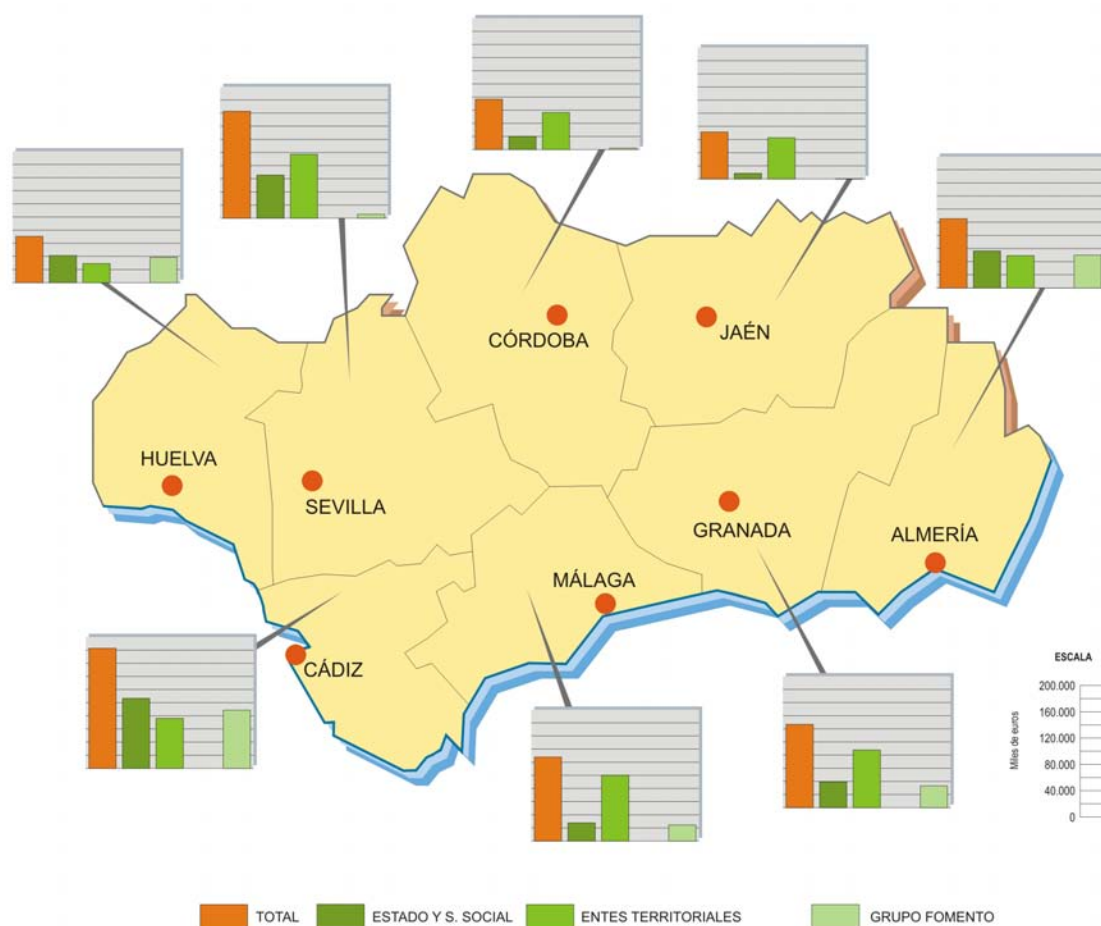 CÓRDOBA
JAÉN
HUELVA
SEVILLA
GRANADA
ALMERÍA
MÁLAGA
CÁDIZ
ESCALA
Miles de euros
200.000
160.000
120.000
80.000
40.000
0
TOTAL
ESTADO Y S. SOCIAL
ENTES TERRITORIALES
GRUPO FOMENTO